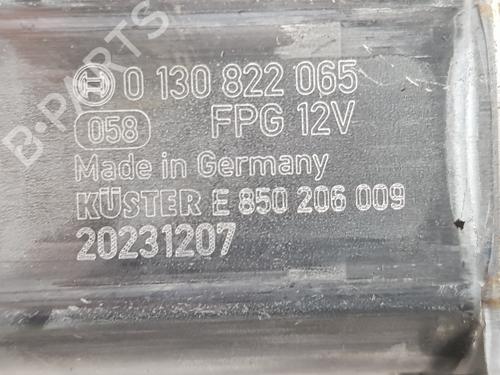 B-PARTS
0 130 822 065
058 FPG 12V
Made in Germany
KÜSTER E 850 206 009
20231207